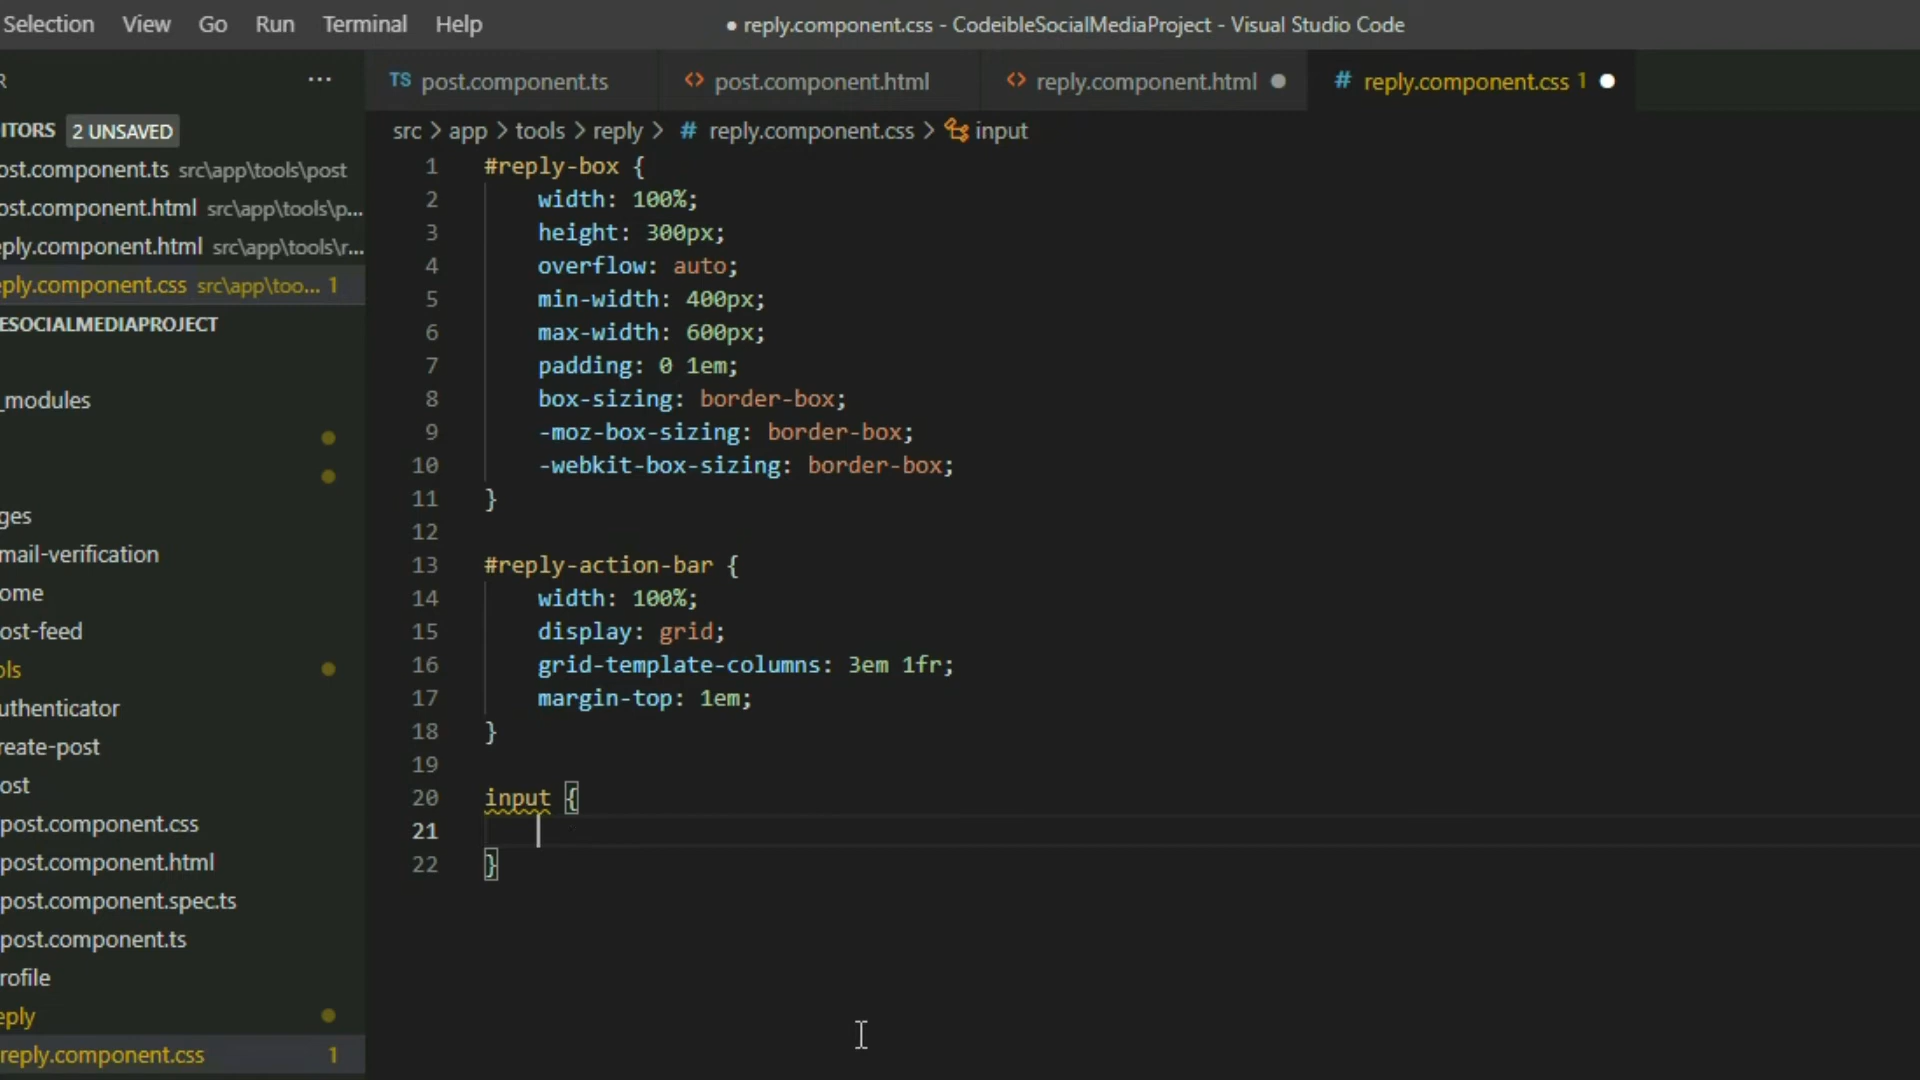 Selection View Go Run Terminal Help ● reply.component.css - CodeibleSocialMediaProject - Visual Studio Code
R ···
TS post.component.ts <> post.component.html <> reply.component.html # reply.component.css 1
ITORS 2 UNSAVED
ost.component.ts src\app\tools\post
ost.component.html src\app\tools\p...
eply.component.html src\app\tools\r...
eply.component.css src\app\too... 1
ESOCIALMEDIAPROJECT
_modules
ges
mail-verification
ome
ost-feed
ols
uthenticator
reate-post
ost
post.component.css
post.component.html
post.component.spec.ts
post.component.ts
rofile
eply
reply.component.css 1
src > app > tools > reply > # reply.component.css > input
1 #reply-box {
2 width: 100%;
3 height: 300px;
4 overflow: auto;
5 min-width: 400px;
6 max-width: 600px;
7 padding: 0 1em;
8 box-sizing: border-box;
9 -moz-box-sizing: border-box;
10 -webkit-box-sizing: border-box;
11 }
12
13 #reply-action-bar {
14 width: 100%;
15 display: grid;
16 grid-template-columns: 3em 1fr;
17 margin-top: 1em;
18 }
19
20 input {
21
22 }